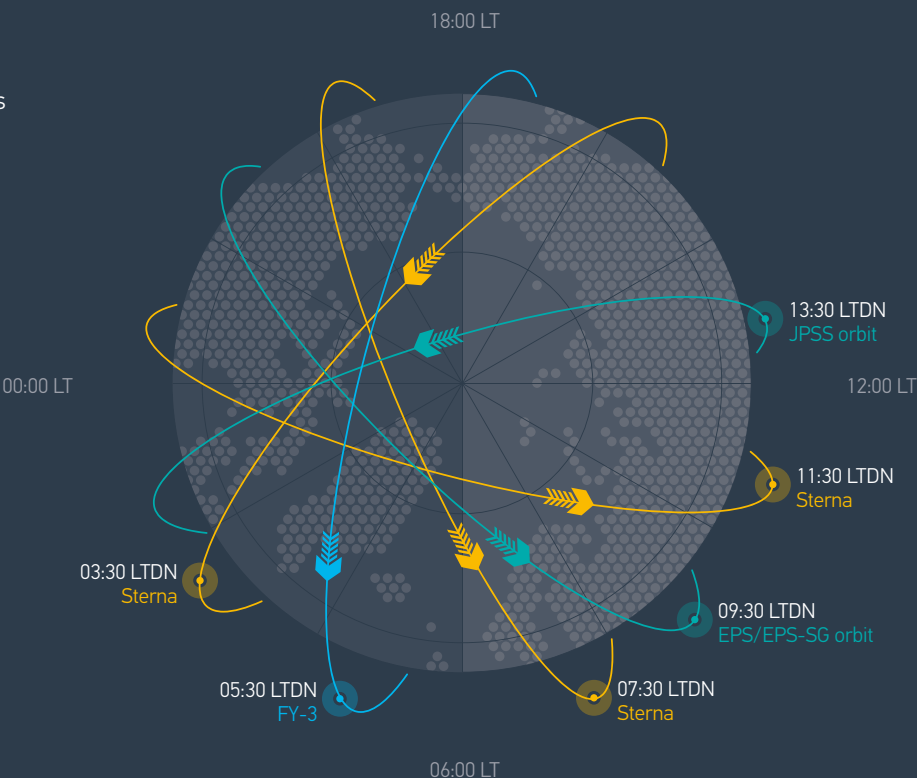 18:00 LT
s
13:30 LTDN
JPSS orbit
00:00 LT
12:00 LT
11:30 LTDN
Sterna
03:30 LTDN
Sterna
09:30 LTDN
EPS/EPS-SG orbit
05:30 LTDN
FY-3
07:30 LTDN
Sterna
06:00 LT